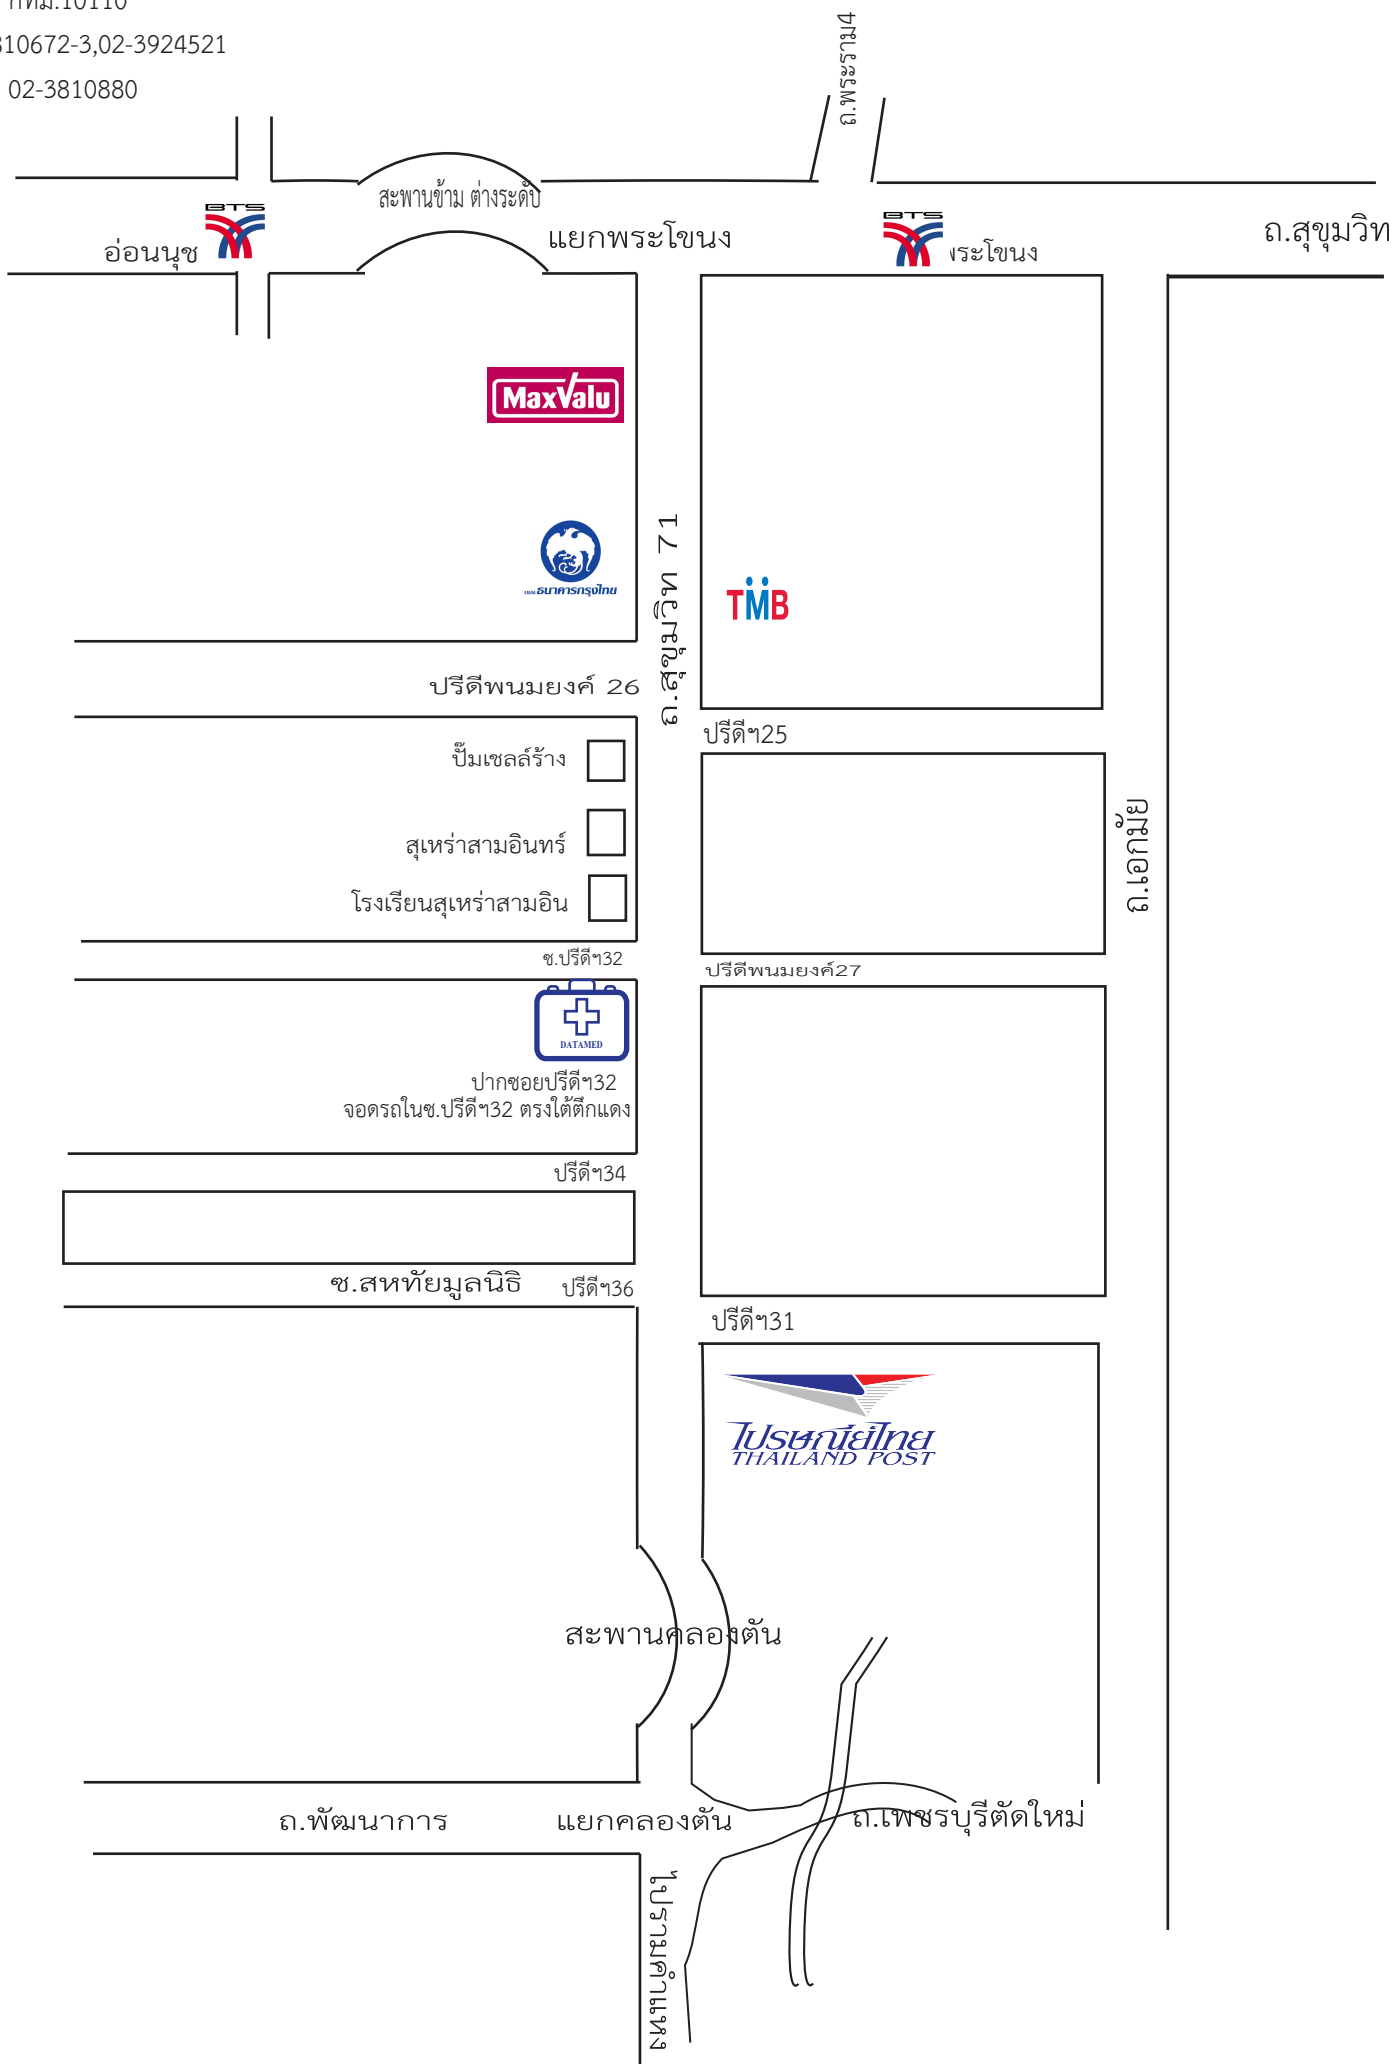 กทม.10110
310672-3,02-3924521
02-3810880
ถ.พระราม4
สะพานข้าม ต่างระดับ
BTS
BTS
อ่อนนุช
แยกพระโขนง
พระโขนง
ถ.สุขุมวิท
MaxValu
ถ.สุขุมวิท 71
บมจ.ธนาคารกรุงไทย
TMB
ปรีดีพนมยงค์ 26
ปรีดีฯ25
ปั๊มเชลล์ร้าง
สุเหร่าสามอินทร์
ถ.เอกมัย
โรงเรียนสุเหร่าสามอิน
ซ.ปรีดีฯ32
ปรีดีพนมยงค์27
DATAMED
ปากซอยปรีดีฯ32
จอดรถในซ.ปรีดีฯ32 ตรงใต้ตึกแดง
ปรีดีฯ34
ซ.สหทัยมูลนิธิ
ปรีดีฯ36
ปรีดีฯ31
ไปรษณีย์ไทย
THAILAND POST
สะพานคลองตัน
ถ.พัฒนาการ
แยกคลองตัน
ถ.เพชรบุรีตัดใหม่
ไปรามคำแหง